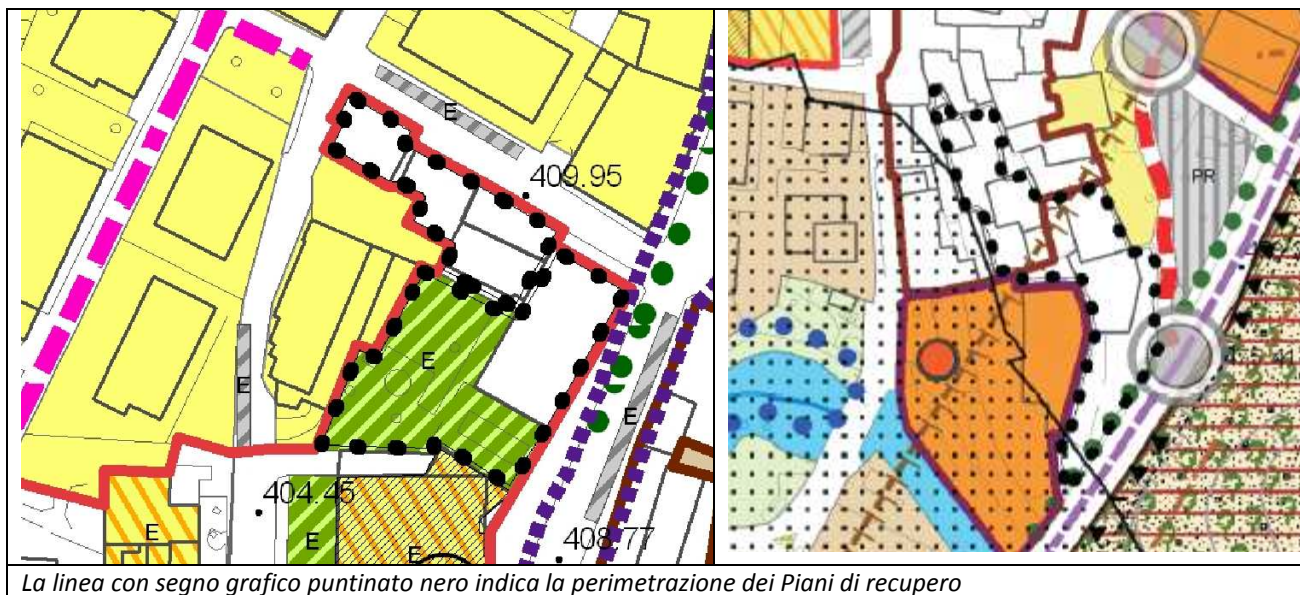 E
409.95
PR
E
E
E
404.45
E
E
E
408.77
La linea con segno grafico puntinato nero indica la perimetrazione dei Piani di recupero